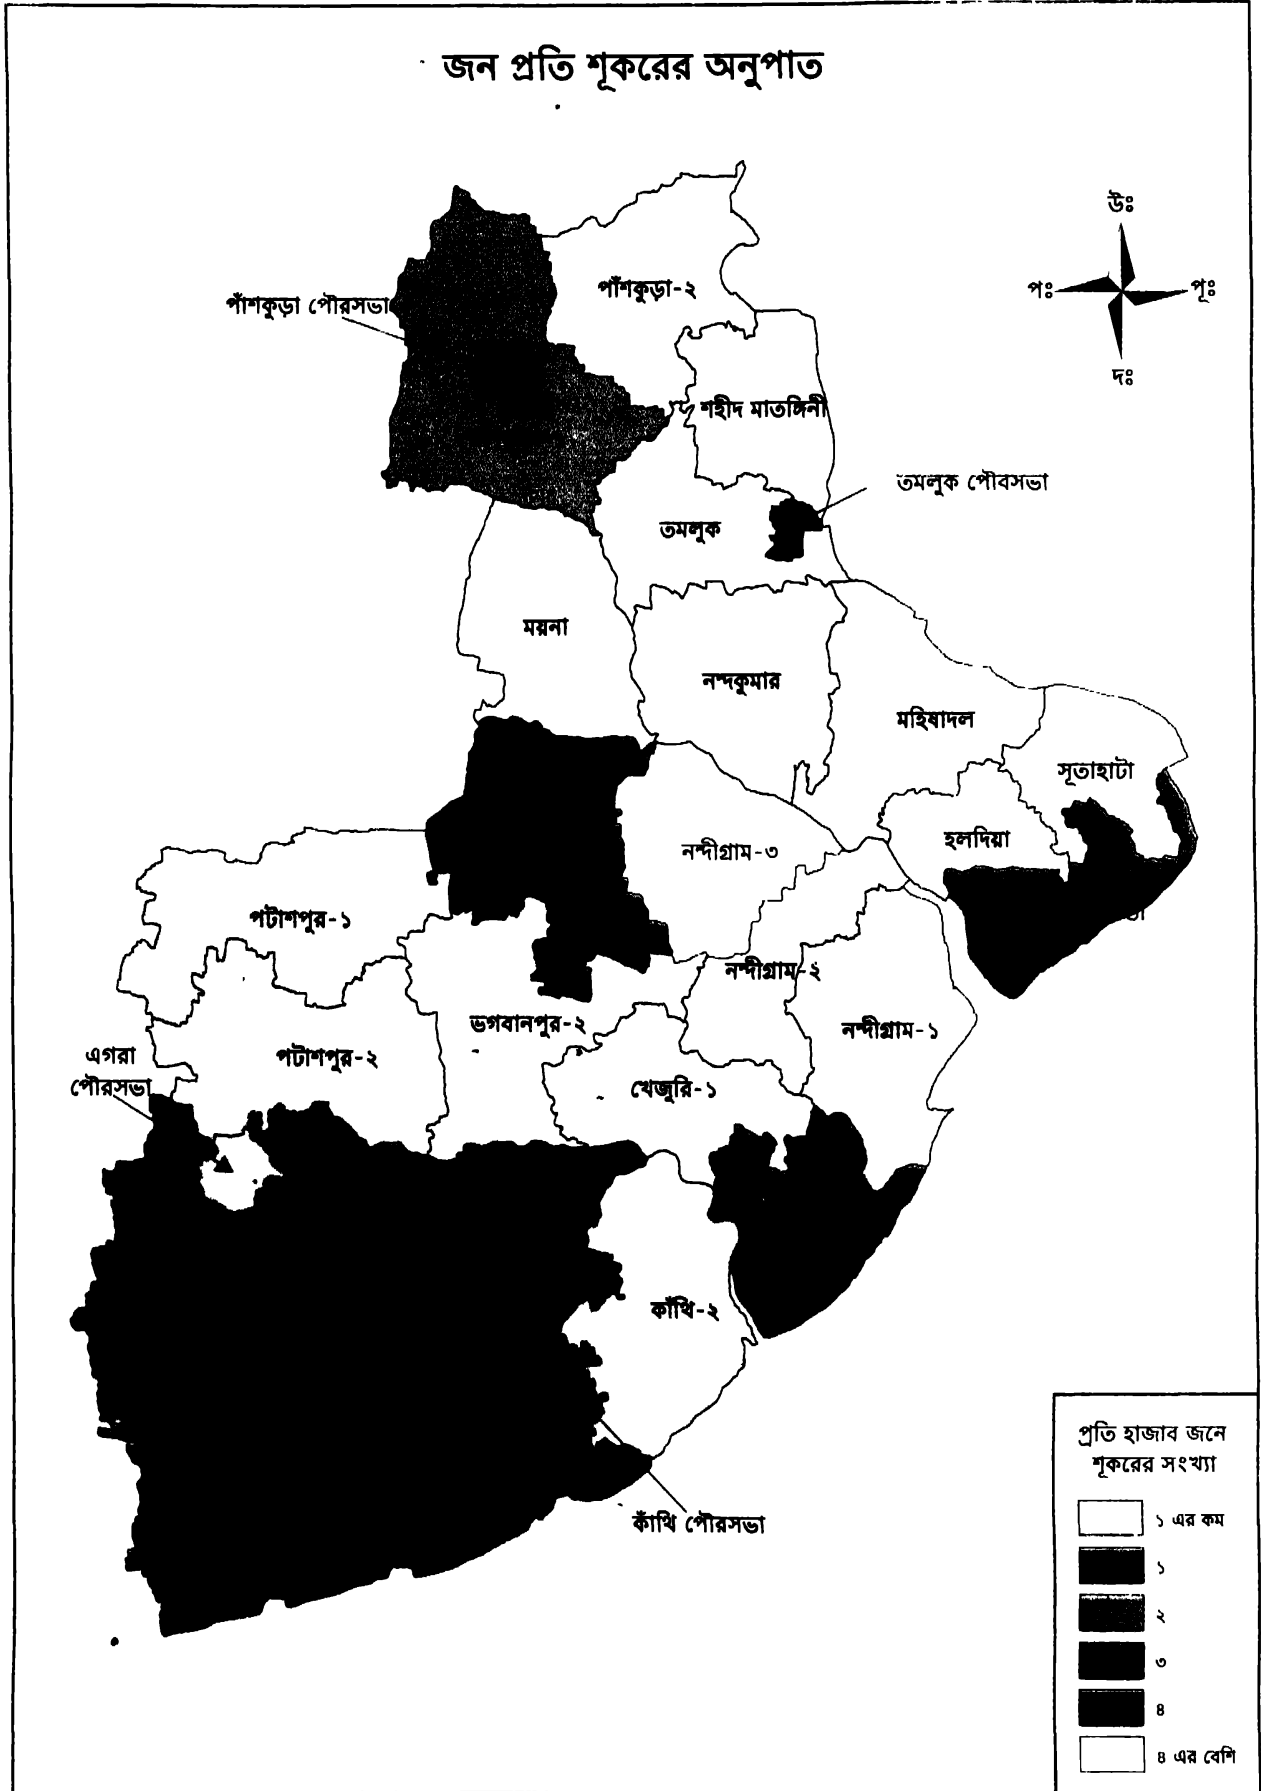 জন প্রতি শূকরের অনুপাত
উঃ
পঃ
পূঃ
দঃ
পাঁশকুড়া-২
পাঁশকুড়া পৌরসভা
শহীদ মাতঙ্গিনী
তমলুক পৌবসভা
তমলুক
ময়না
নন্দকুমার
মহিষাদল
সূতাহাটা
হলদিয়া
নন্দীগ্রাম-৩
পটাশপুর-১
নন্দীগ্রাম-২
ভগবানপুর-২
নন্দীগ্রাম-১
এগরা
পৌরসভা
পটাশপুর-২
খেজুরি-১
কাঁথি-২
কাঁথি পৌরসভা
প্রতি হাজাব জনে
শূকরের সংখ্যা
১ এর কম
১
২
৩
৪
৪ এর বেশি